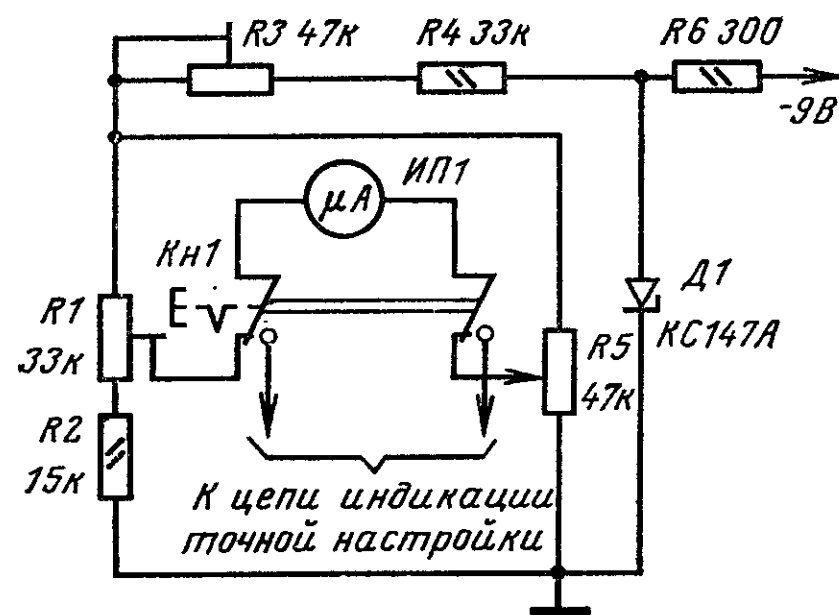 R3 47к
R4 33к
R6 300
-9В
μA
ИП1
Кн1
R1
33к
Д1
КС147А
R5
47к
R2
15к
К цепи индикации
точной настройки